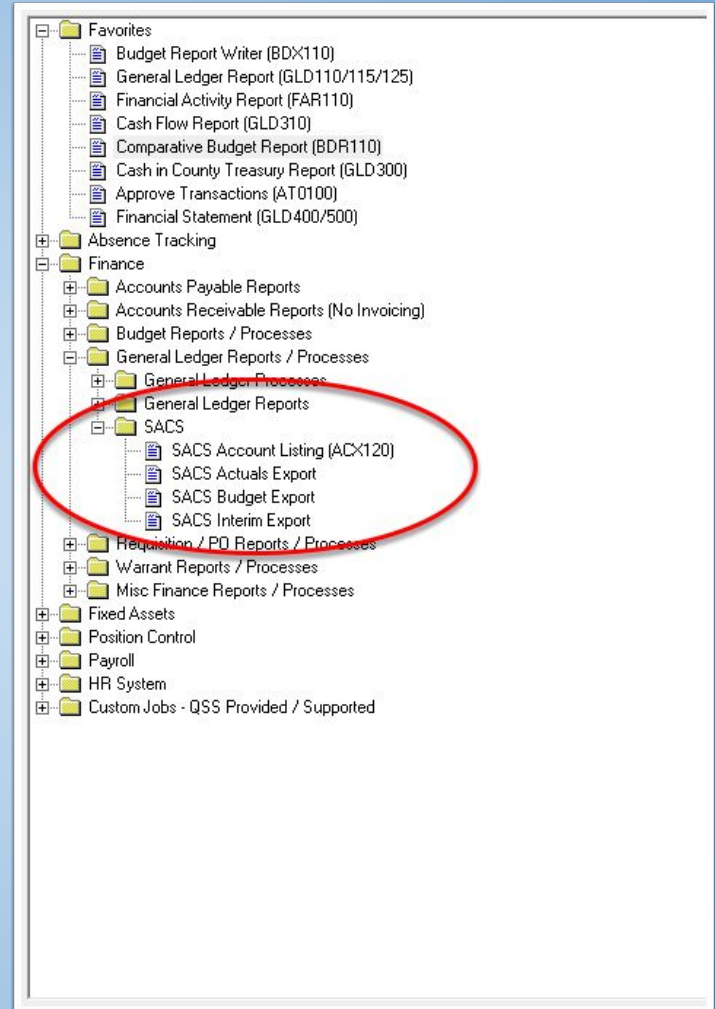 Favorites
Budget Report Writer (BDX110)
General Ledger Report (GLD110/115/125)
Financial Activity Report (FAR110)
Cash Flow Report (GLD310)
Comparative Budget Report (BDR110)
Cash in County Treasury Report (GLD300)
Approve Transactions (AT0100)
Financial Statement (GLD400/500)
Absence Tracking
Finance
Accounts Payable Reports
Accounts Receivable Reports (No Invoicing)
Budget Reports / Processes
General Ledger Reports / Processes
General Ledger Processes
General Ledger Reports
SACS
SACS Account Listing (ACX120)
SACS Actuals Export
SACS Budget Export
SACS Interim Export
Requisition / PO Reports / Processes
Warrant Reports / Processes
Misc Finance Reports / Processes
Fixed Assets
Position Control
Payroll
HR System
Custom Jobs - QSS Provided / Supported